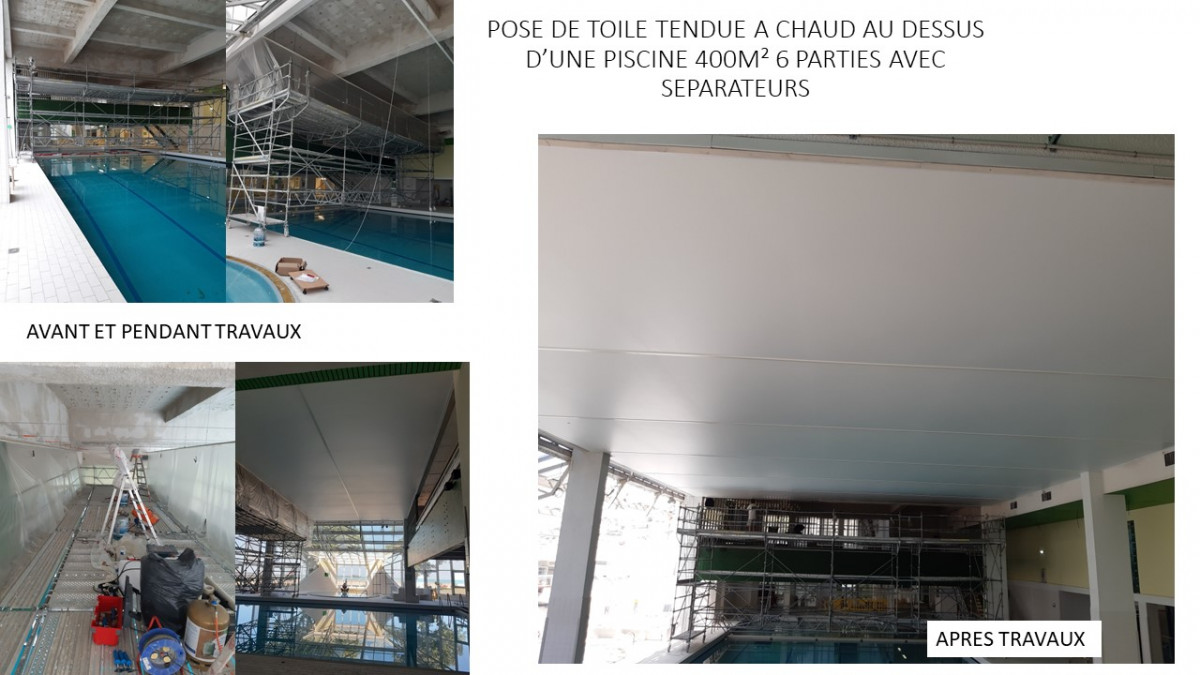 POSE DE TOILE TENDUE A CHAUD AU DESSUS
D’UNE PISCINE 400M² 6 PARTIES AVEC
SEPARATEURS
AVANT ET PENDANT TRAVAUX
APRES TRAVAUX